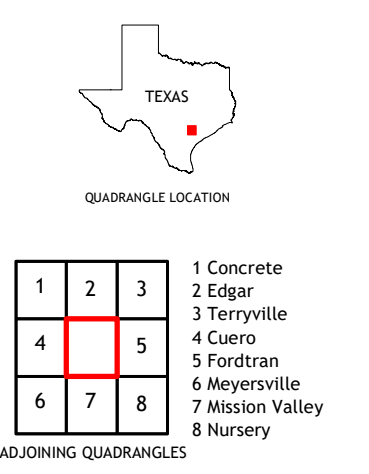 TEXAS
QUADRANGLE LOCATION
1 2 3
4 5
6 7 8
1 Concrete
2 Edgar
3 Terryville
4 Cuero
5 Fordtran
6 Meyersville
7 Mission Valley
8 Nursery
ADJOINING QUADRANGLES